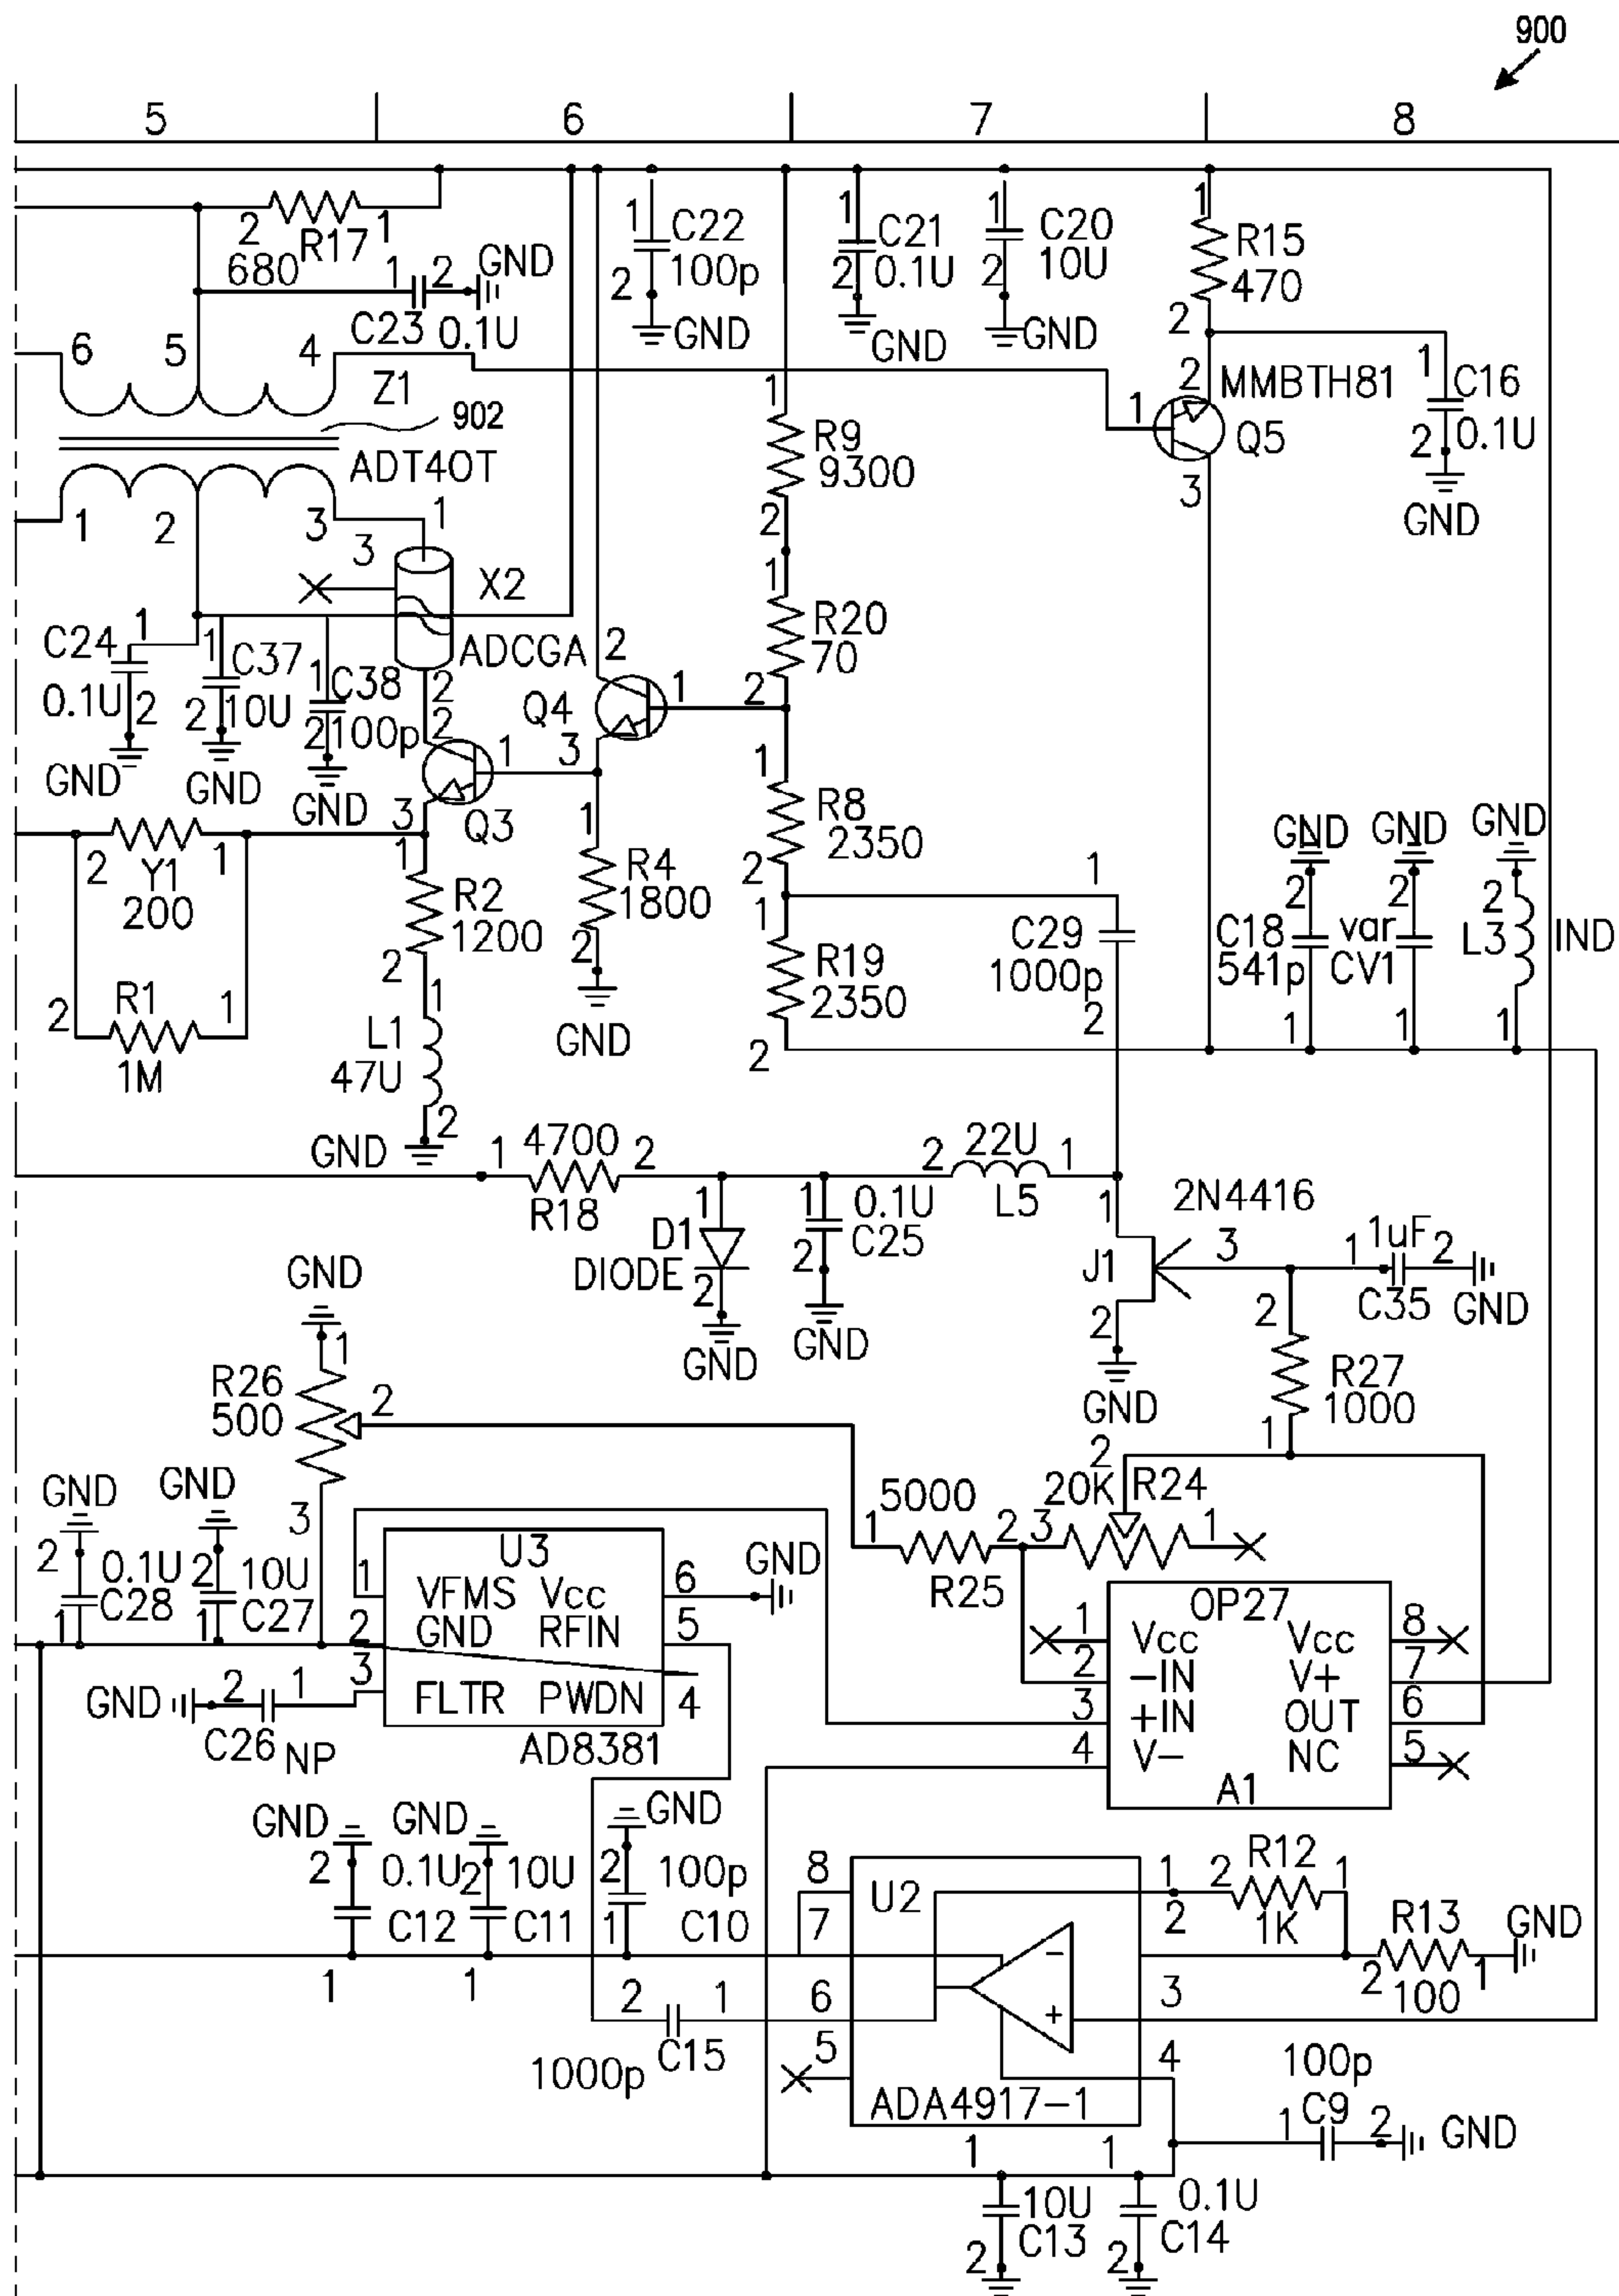 900
5 6 7 8
1 1 1 1
2 R17 1 C22 C21 C20 R15
680 1 2 GND 2 100p 2 0.1U 2 10U 470
C23 0.1U GND GND GND 2
6 5 4 1
Z1 2 MMBTH81 C16
902 1 1 Q5 2 0.1U
ADT4OT R9
9300 3 GND
1 2 3 1 2
3 1
X2 R20
C24 1 1 ADCGA 2 70
C37 1 C38 2 1 2
0.1U 2 2 10U 2 100p 2 Q4
GND GND GND 3 1 3 1
3 Q3 R8 GND GND GND
2 Y1 1 1 1 2350
200 R2 R4 2 1 2 2 2
1200 1800 1 C29 C18 var L3 IND
2 2 R19 1000p 541p CV1
2 R1 1 1 GND 2350 2 1 1 1
1M L1 2
47U
2
GND 1 4700 2 2 22U 1
R18 1 1 0.1U L5 1 2N4416
D1 C25 3 1 1uF 2
GND DIODE 2 2 J1 C35 GND
1 GND GND 2 2
R26 2 GND R27
500 1000
2 1
GND GND 3 5000 20K R24
2 0.1U 2 10U 1 2 3 1
C28 C27 U3 GND R25
1 1 1 VFMS Vcc 6 OP27
2 GND RFIN 5 1 Vcc Vcc 8
3 2 -IN V+ 7
GND 2 1 FLTR PWDN 4 3 +IN OUT 6
C26 NP AD8381 4 V- NC 5
A1
GND GND GND
2 0.1U 2 10U 2 100p 8 U2 1 2 R12 1
C12 C11 1 C10 7 2 1K R13 GND
1 1 2 100 1
2 1 6 - 3
+
1000p C15 5 4 100p
ADA4917-1 1 C9 2 GND
1 1
10U 0.1U
2 C13 2 C14